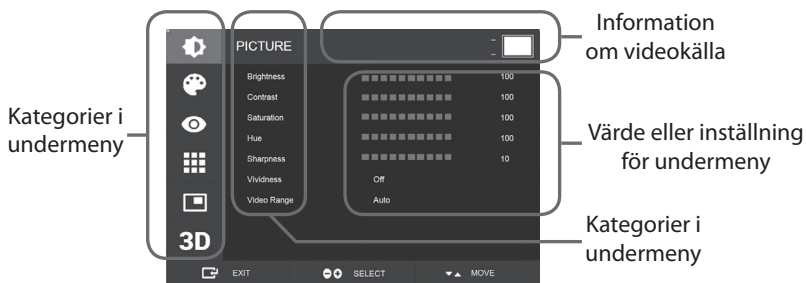 Information
om videokälla
PICTURE
Brightness 100
Contrast 100
Saturation 100
Hue 100
Sharpness 10
Vividness Off
Video Range Auto
3D
EXIT SELECT MOVE
Kategorier i
undermeny
Värde eller inställning
för undermeny
Kategorier i
undermeny